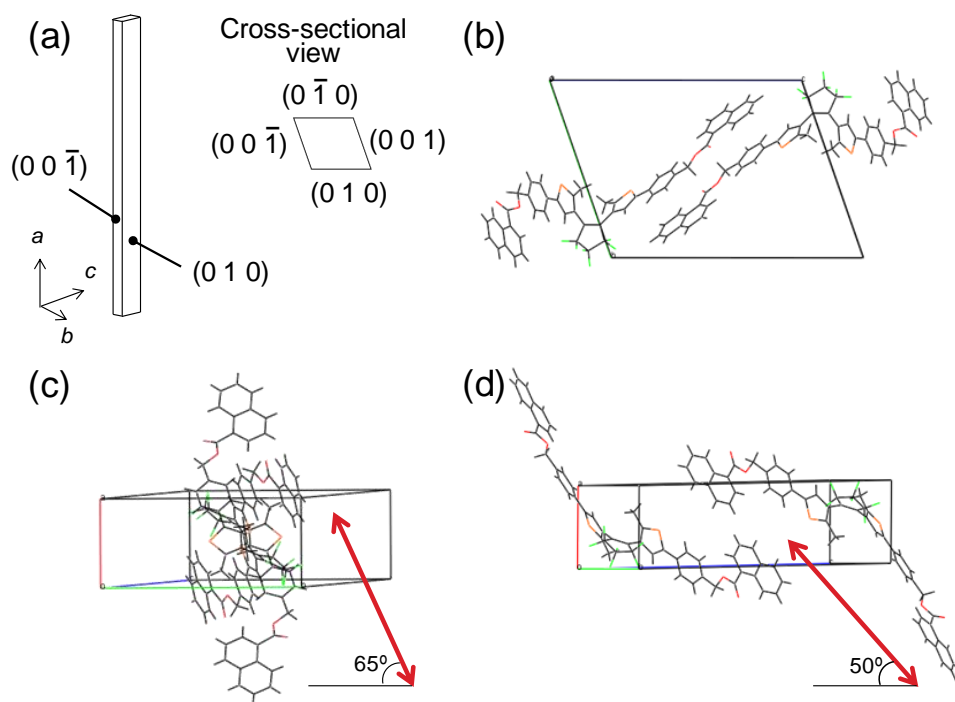 (a)
Cross-sectional
view
(0 1̅ 0)
(0 0 1̅)
(0 0 1)
(0 1 0)
(0 0 1̅)
(0 1 0)
a
c
b
(b)
(c)
65º
(d)
50º